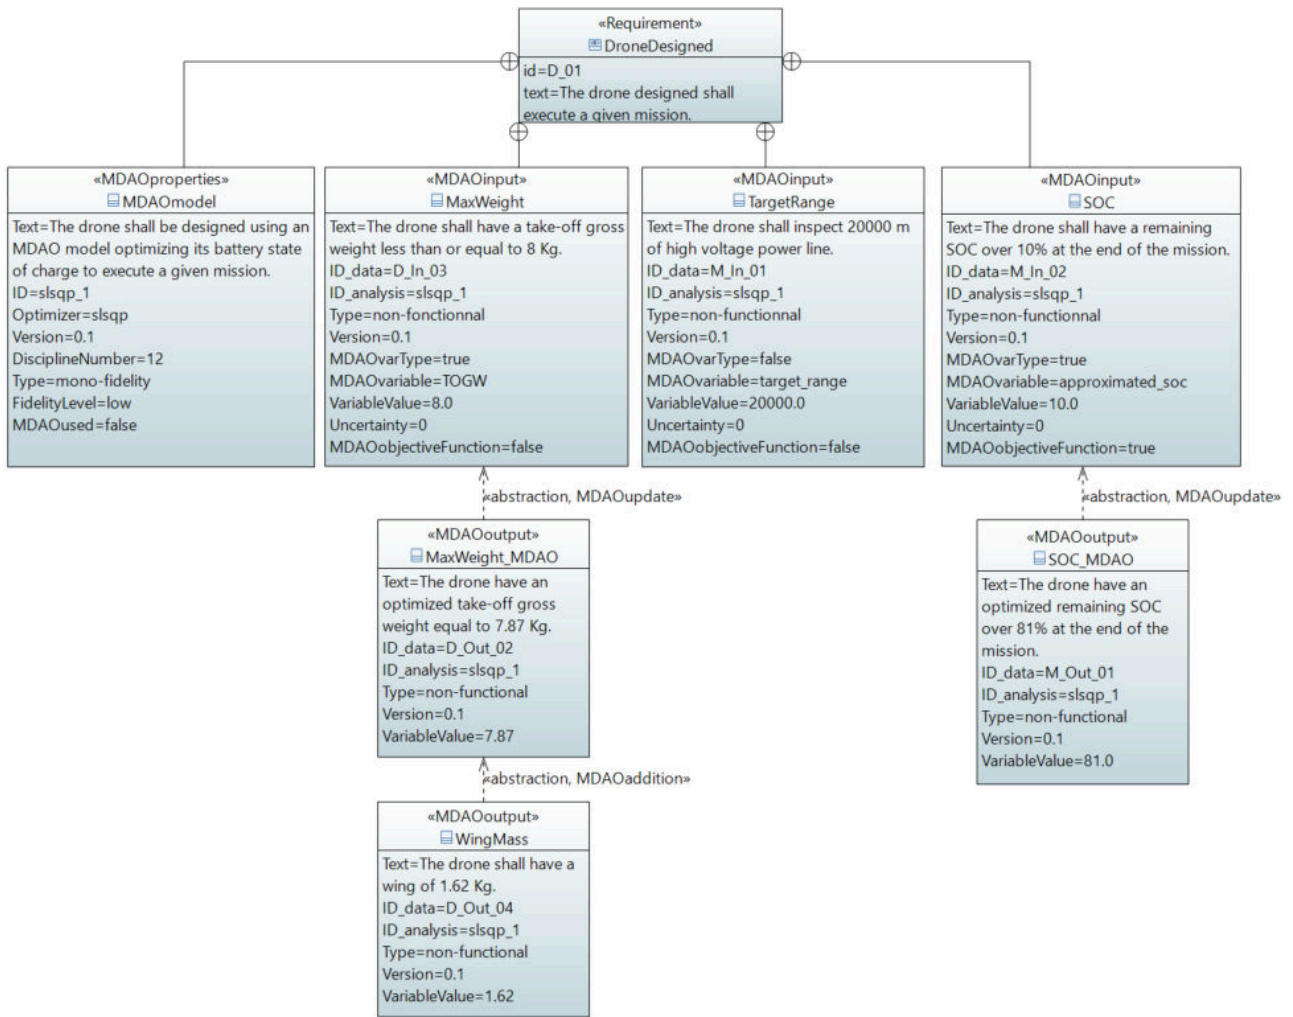 «Requirement»
DroneDesigned
id=D_01
text=The drone designed shall
execute a given mission.
«MDAOproperties»
MDAOmodel
Text=The drone shall be designed using an
MDAO model optimizing its battery state
of charge to execute a given mission.
ID=slsqp_1
Optimizer=slsqp
Version=0.1
DisciplineNumber=12
Type=mono-fidelity
FidelityLevel=low
MDAOused=false
«MDAOinput»
MaxWeight
Text=The drone shall have a take-off gross
weight less than or equal to 8 Kg.
ID_data=D_In_03
ID_analysis=slsqp_1
Type=non-fonctionnal
Version=0.1
MDAOvarType=true
MDAOvariable=TOGW
VariableValue=8.0
Uncertainty=0
MDAOobjectiveFunction=false
«MDAOinput»
TargetRange
Text=The drone shall inspect 20000 m
of high voltage power line.
ID_data=M_In_01
ID_analysis=slsqp_1
Type=non-functionnal
Version=0.1
MDAOvarType=false
MDAOvariable=target_range
VariableValue=20000.0
Uncertainty=0
MDAOobjectiveFunction=false
«MDAOinput»
SOC
Text=The drone shall have a remaining
SOC over 10% at the end of the mission.
ID_data=M_In_02
ID_analysis=slsqp_1
Type=non-functionnal
Version=0.1
MDAOvarType=true
MDAOvariable=approximated_soc
VariableValue=10.0
Uncertainty=0
MDAOobjectiveFunction=true
«abstraction, MDAOupdate»
«abstraction, MDAOupdate»
«MDAOoutput»
MaxWeight_MDAO
Text=The drone have an
optimized take-off gross
weight equal to 7.87 Kg.
ID_data=D_Out_02
ID_analysis=slsqp_1
Type=non-functional
Version=0.1
VariableValue=7.87
«MDAOoutput»
SOC_MDAO
Text=The drone have an
optimized remaining SOC
over 81% at the end of the
mission.
ID_data=M_Out_01
ID_analysis=slsqp_1
Type=non-functional
Version=0.1
VariableValue=81.0
«abstraction, MDAOaddition»
«MDAOoutput»
WingMass
Text=The drone shall have a
wing of 1.62 Kg.
ID_data=D_Out_04
ID_analysis=slsqp_1
Type=non-functional
Version=0.1
VariableValue=1.62